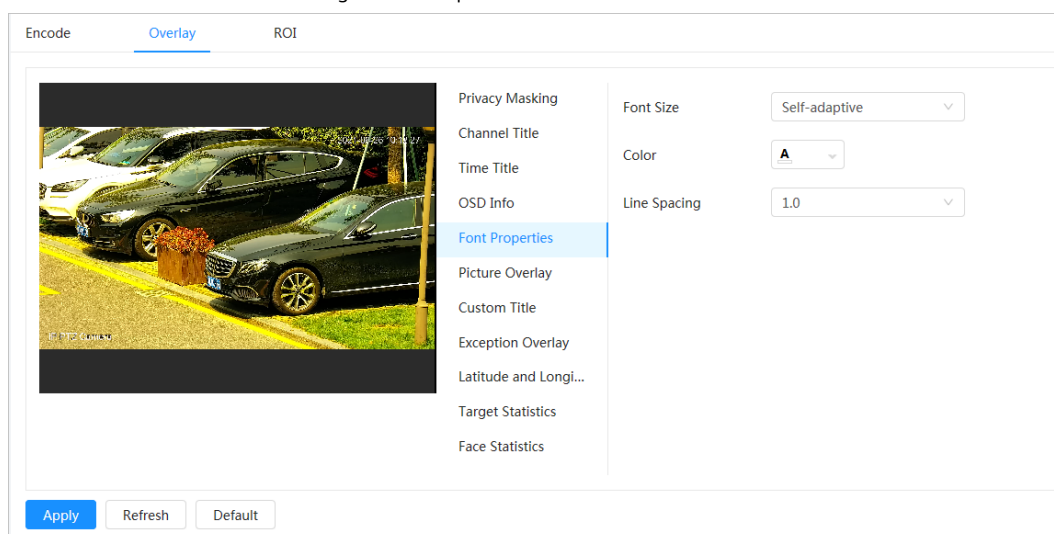 Encode
Overlay
ROI
Privacy Masking
Channel Title
Time Title
OSD Info
Font Properties
Picture Overlay
Custom Title
Exception Overlay
Latitude and Longi...
Target Statistics
Face Statistics
Font Size
Self-adaptive
Color
A
Line Spacing
1.0
Apply
Refresh
Default